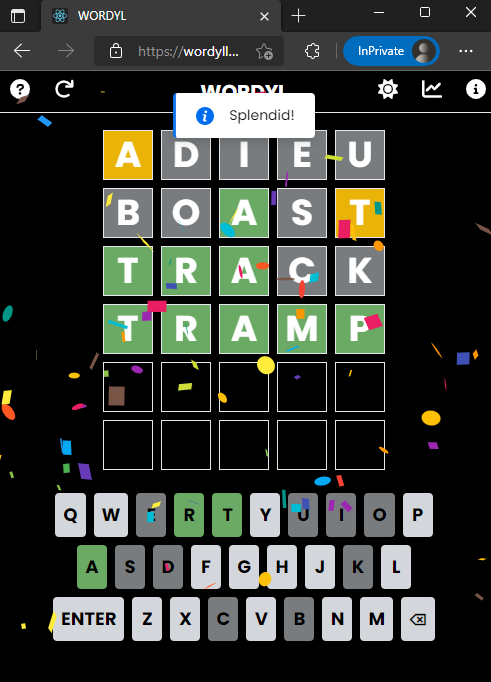 WORDYL
https://wordyll...
InPrivate
WORDYL
Splendid!
A D I E U
B O A S T
T R A C K
T R A M P
Q W E R T Y U I O P
A S D F G H J K L
ENTER Z X C V B N M